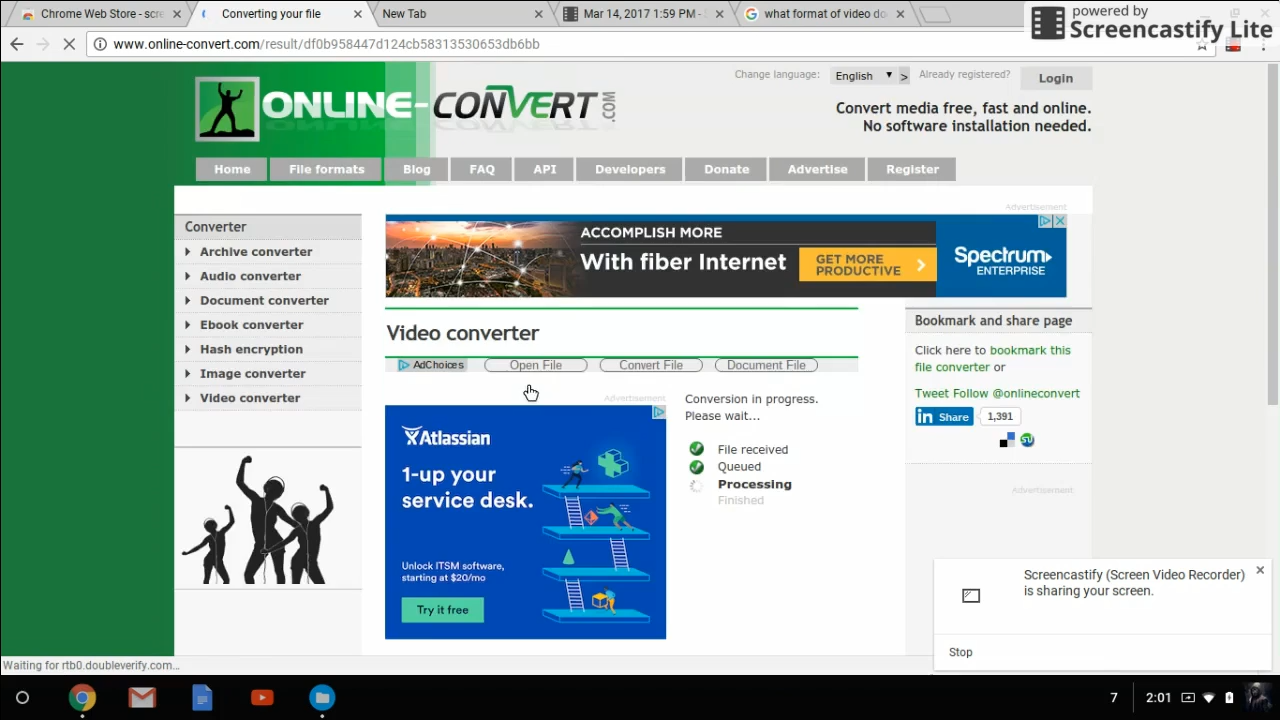 Chrome Web Store - scre
Converting your file
New Tab
Mar 14, 2017 1:59 PM -
what format of video do
powered by
Screencastify Lite
www.online-convert.com/result/df0b958447d124cb58313530653db6bb
ONLINE-CONVERT.COM
Change language:
English
>
Already registered?
Login
Convert media free, fast and online.
No software installation needed.
Home
File formats
Blog
FAQ
API
Developers
Donate
Advertise
Register
Advertisement
Converter
Archive converter
Audio converter
Document converter
Ebook converter
Hash encryption
Image converter
Video converter
ACCOMPLISH MORE
With fiber Internet
GET MORE
PRODUCTIVE
Spectrum
ENTERPRISE
Video converter
AdChoices
Open File
Convert File
Document File
Advertisement
Atlassian
1-up your
service desk.
Unlock ITSM software,
starting at $20/mo
Try it free
Conversion in progress.
Please wait...
File received
Queued
Processing
Finished
Bookmark and share page
Click here to bookmark this
file converter or
Tweet Follow @onlineconvert
in Share
1,391
Advertisement
Screencastify (Screen Video Recorder)
is sharing your screen.
Stop
Waiting for rtb0.doubleverify.com...
7
2:01